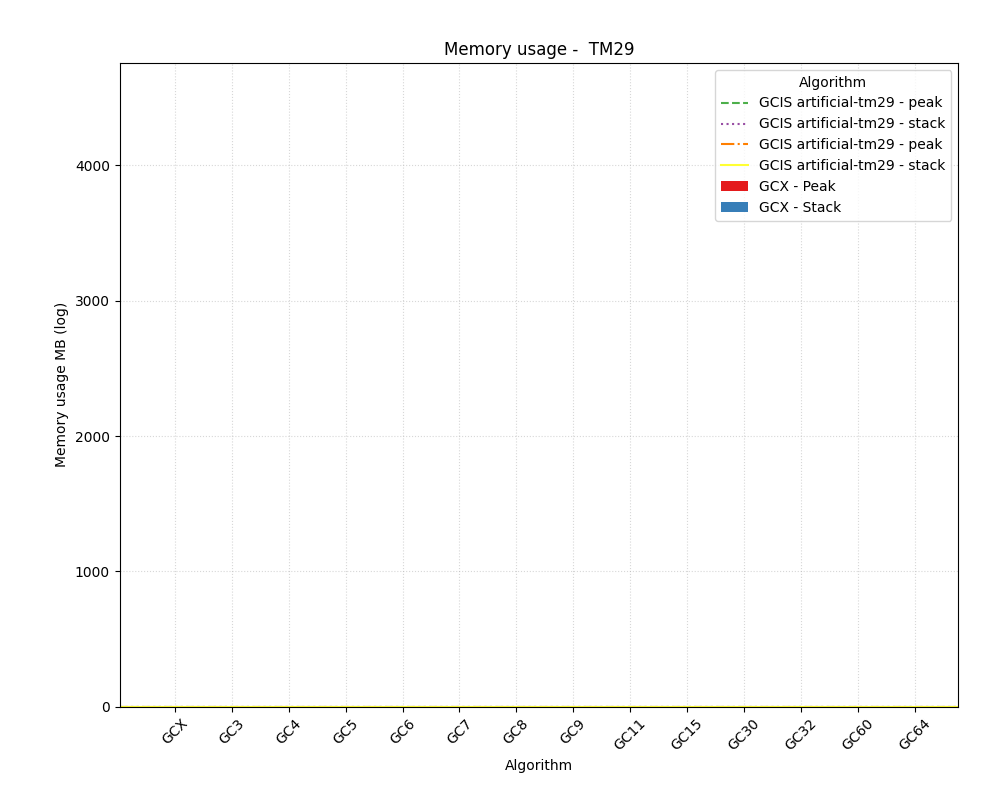 Memory usage -  TM29
Algorithm
GCIS artificial-tm29 - peak
GCIS artificial-tm29 - stack
GCIS artificial-tm29 - peak
GCIS artificial-tm29 - stack
GCX - Peak
GCX - Stack
Memory usage MB (log)
4000
3000
2000
1000
0
GCX GC3 GC4 GC5 GC6 GC7 GC8 GC9 GC11 GC15 GC30 GC32 GC60 GC64
Algorithm